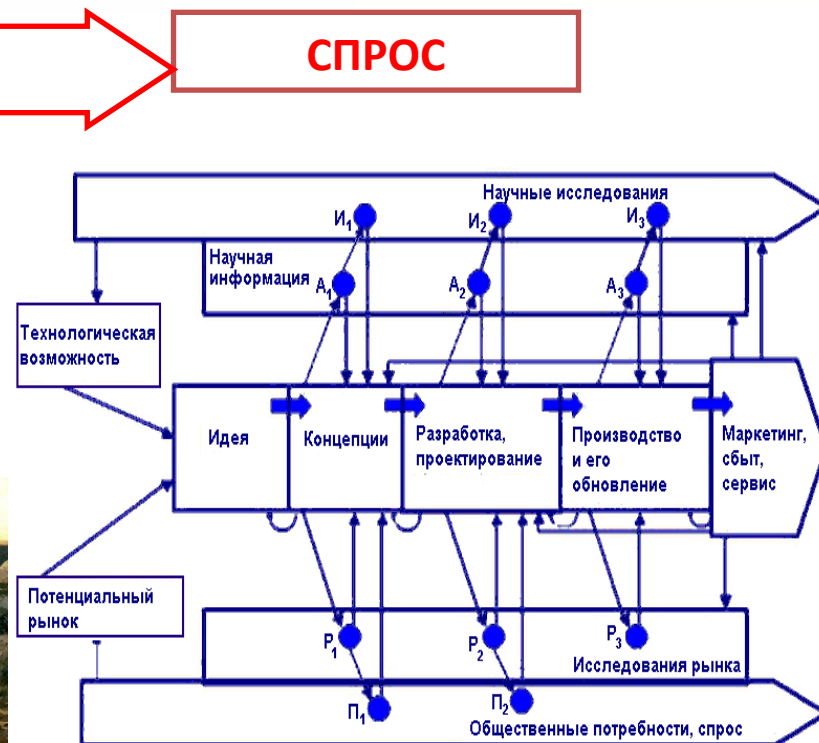 СПРОС
Научные исследования
И1
И2
И3
Научная
информация
А1
А2
А3
Технологическая
возможность
Идея
Концепции
Разработка,
проектирование
Производство
и его
обновление
Маркетинг,
сбыт,
сервис
Потенциальный
рынок
Р1
Р2
Р3
Исследования рынка
П1
П2
Общественные потребности, спрос